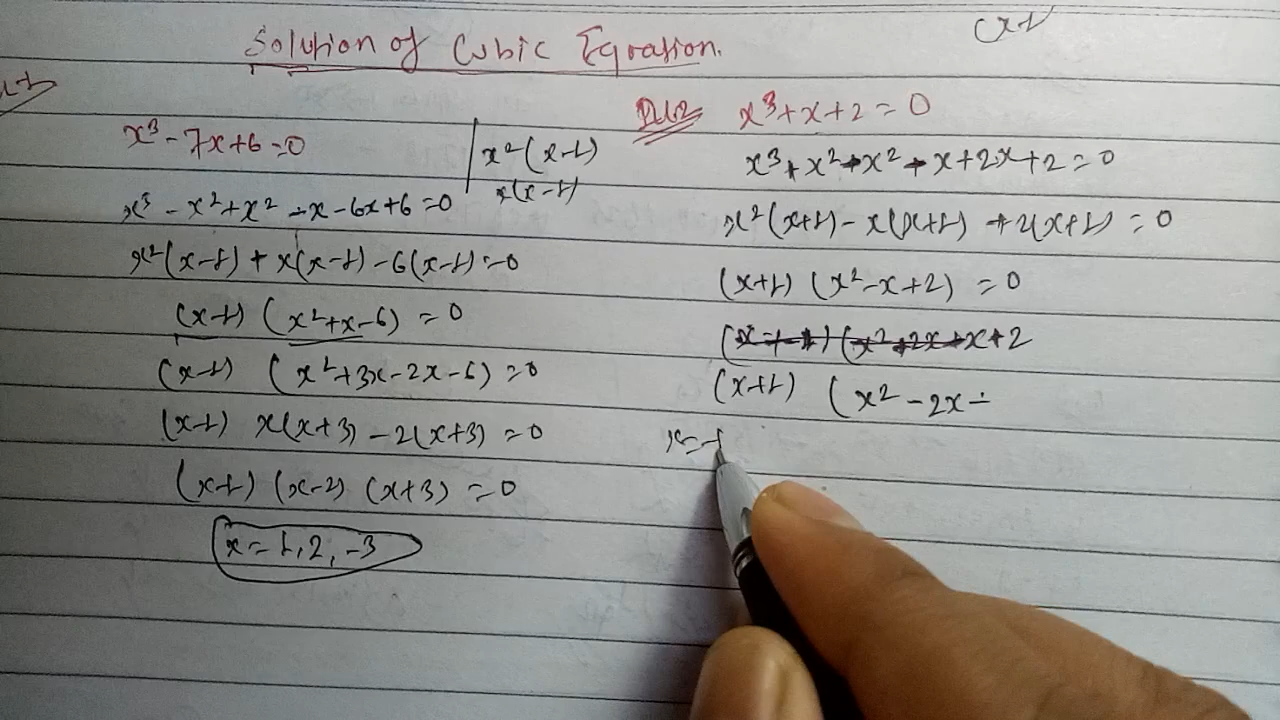 Solution of Cubic Equation.
x³ - 7x + 6 = 0
x²(x-1)
x(x-1)
x³ - x² + x² - x - 6x + 6 = 0
x²(x-1) + x(x-1) - 6(x-1) = 0
(x-1) (x²+x-6) = 0
(x-1) (x²+3x-2x-6) = 0
(x-1) x(x+3) - 2(x+3) = 0
(x-1) (x-2) (x+3) = 0
x = 1, 2, -3
x³ + x + 2 = 0
x³ + x² - x² - x + 2x + 2 = 0
x²(x+1) - x(x+1) + 2(x+1) = 0
(x+1) (x²-x+2) = 0
(x+1) (x² - 2x +
x = -1